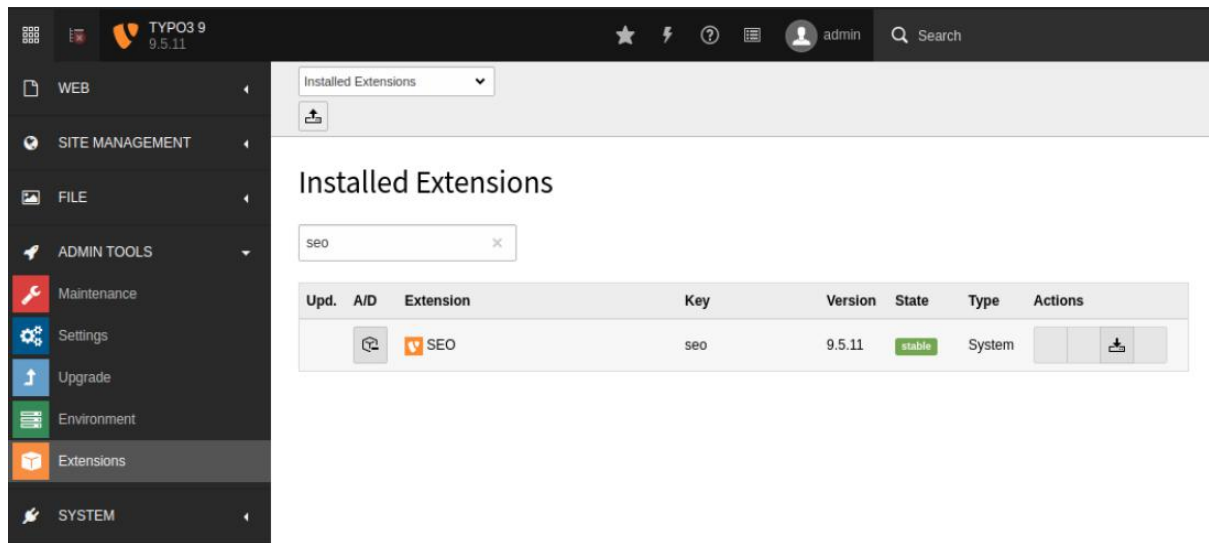 TYPO3 9
9.5.11
admin
Search
WEB
SITE MANAGEMENT
FILE
ADMIN TOOLS
Maintenance
Settings
Upgrade
Environment
Extensions
SYSTEM
Installed Extensions
Installed Extensions
seo
Upd. A/D Extension Key Version State Type Actions
SEO seo 9.5.11 stable System